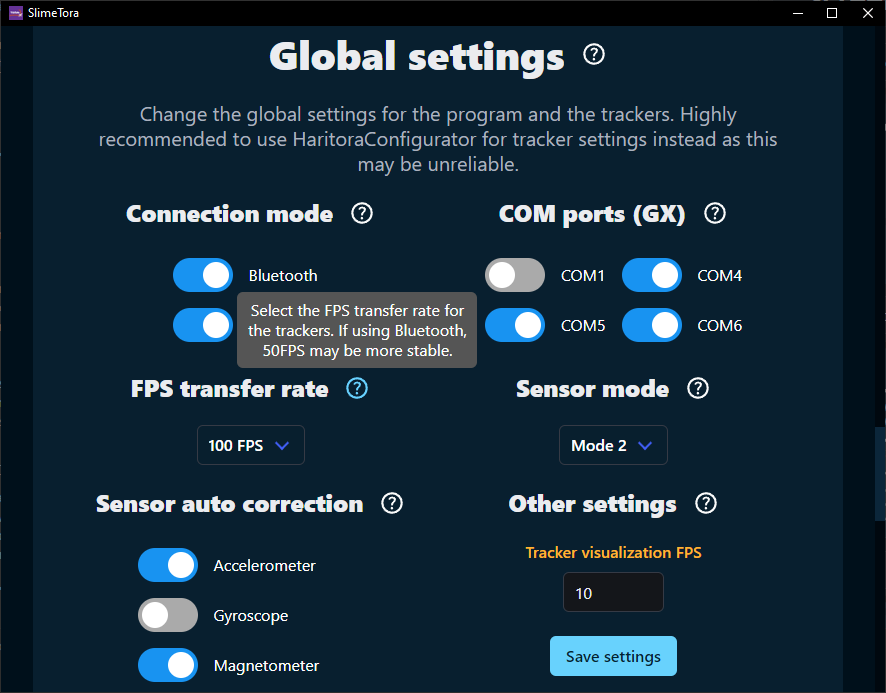 SlimeTora
Global settings
Change the global settings for the program and the trackers. Highly
recommended to use HaritoraConfigurator for tracker settings instead as this
may be unreliable.
Connection mode
COM ports (GX)
Bluetooth
COM1
COM4
Select the FPS transfer rate for
the trackers. If using Bluetooth,
50FPS may be more stable.
COM5
COM6
FPS transfer rate
Sensor mode
100 FPS
Mode 2
Sensor auto correction
Other settings
Accelerometer
Gyroscope
Magnetometer
Tracker visualization FPS
10
Save settings